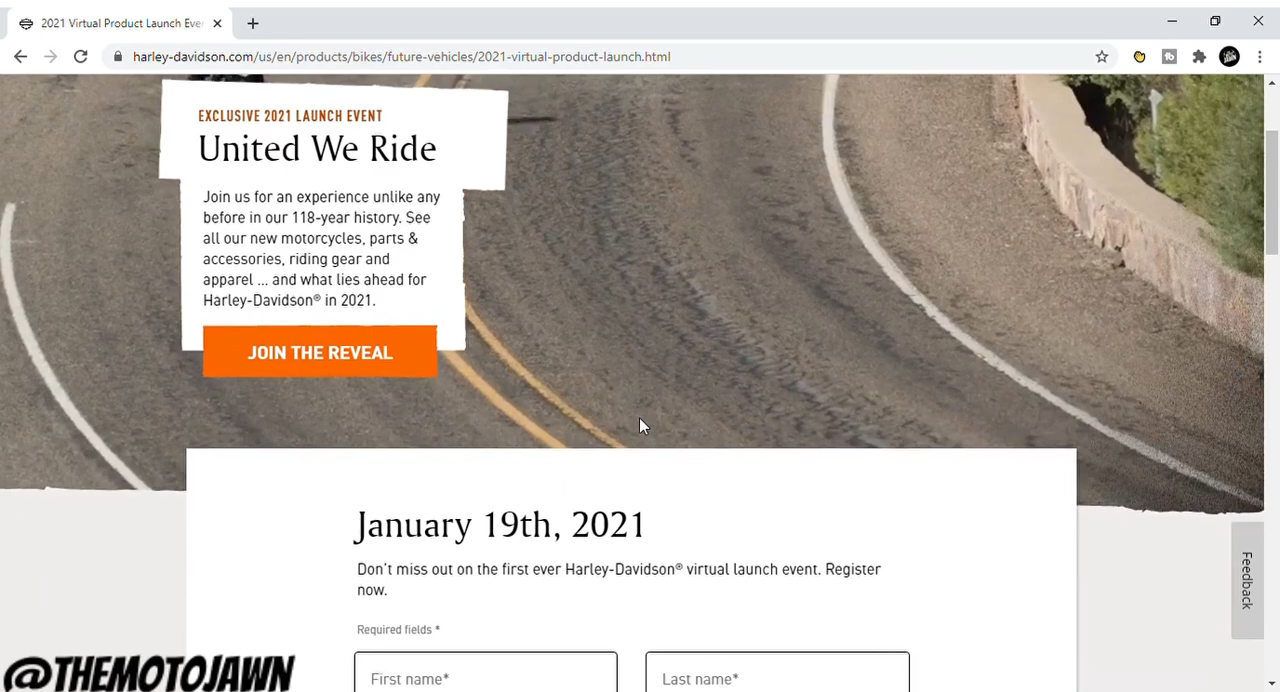 2021 Virtual Product Launch Eve
harley-davidson.com/us/en/products/bikes/future-vehicles/2021-virtual-product-launch.html
EXCLUSIVE 2021 LAUNCH EVENT
United We Ride
Join us for an experience unlike any
before in our 118-year history. See
all our new motorcycles, parts &
accessories, riding gear and
apparel ... and what lies ahead for
Harley-Davidson® in 2021.
JOIN THE REVEAL
January 19th, 2021
Don't miss out on the first ever Harley-Davidson® virtual launch event. Register
now.
Required fields *
First name*
Last name*
Feedback
@THEMOTOJAWN